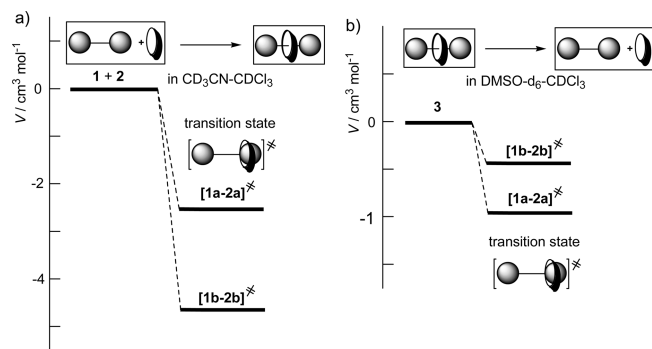 a)
+
in CD3CN-CDCl3
V / cm3 mol-1
0
-2
-4
1 + 2
transition state
[ ]≠
[1a-2a]≠
[1b-2b]≠
b)
+
in DMSO-d6-CDCl3
V / cm3 mol-1
0
-1
3
[1b-2b]≠
[1a-2a]≠
transition state
[ ]≠